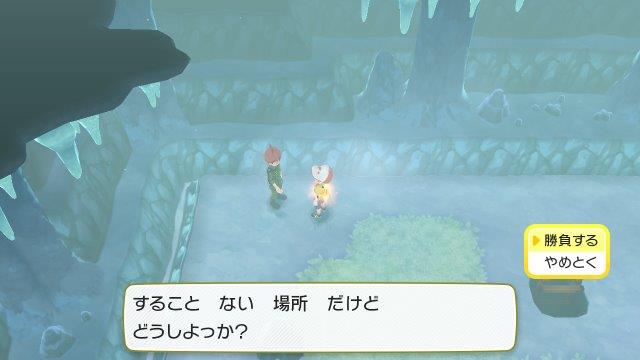 勝負する
やめとく
すること　ない　場所　だけど
どうしよっか?